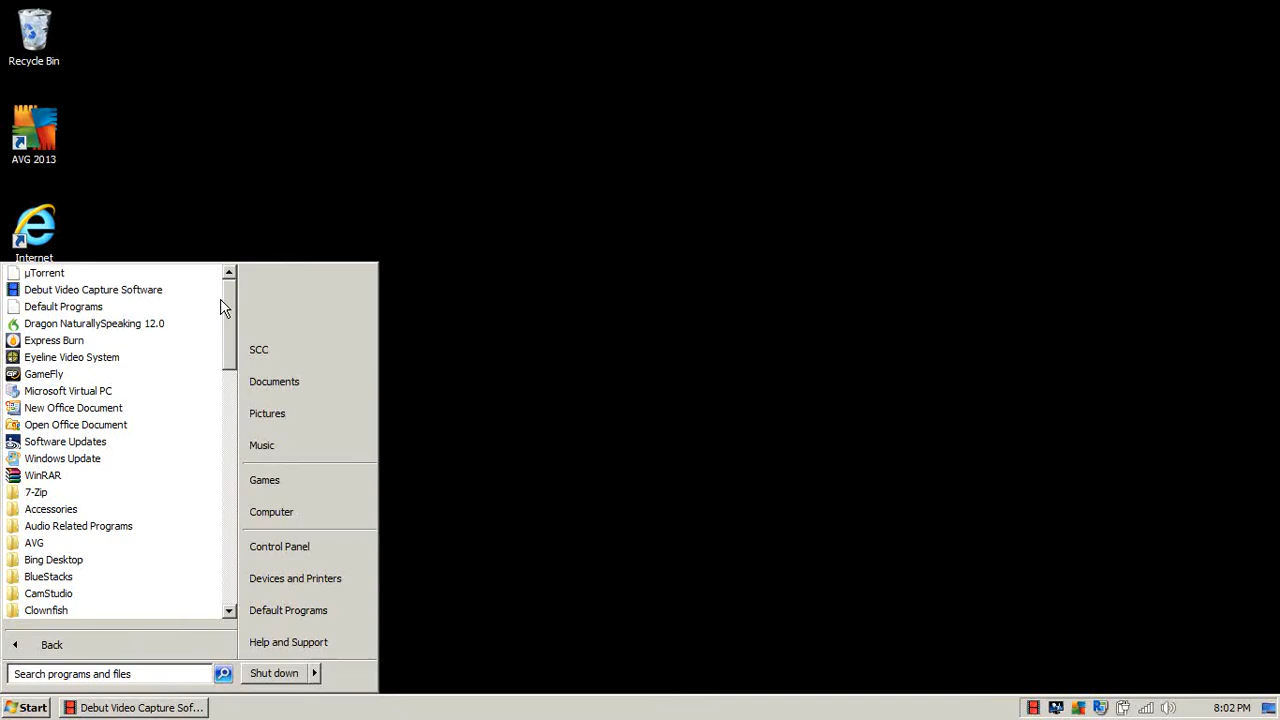 Recycle Bin
AVG 2013
Internet
µTorrent
Debut Video Capture Software
Default Programs
Dragon NaturallySpeaking 12.0
Express Burn
Eyeline Video System
GameFly
Microsoft Virtual PC
New Office Document
Open Office Document
Software Updates
Windows Update
WinRAR
7-Zip
Accessories
Audio Related Programs
AVG
Bing Desktop
BlueStacks
CamStudio
Clownfish
Back
Search programs and files
SCC
Documents
Pictures
Music
Games
Computer
Control Panel
Devices and Printers
Default Programs
Help and Support
Shut down
Start
Debut Video Capture Sof...
8:02 PM